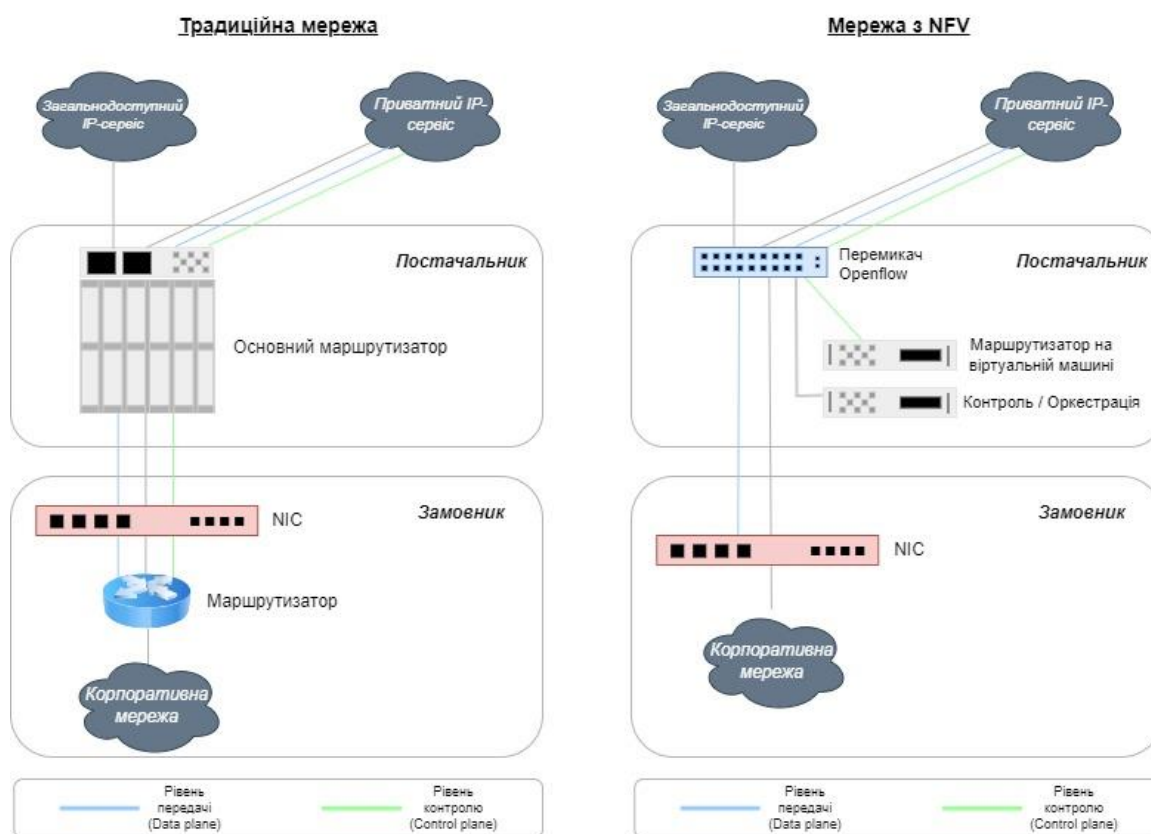 Традиційна мережа
Загальнодоступний
IP-сервіс
Приватний IP-
сервіс
Постачальник
Основний маршрутизатор
Замовник
NIC
Маршрутизатор
Корпоративна
мережа
Рівень
передачі
(Data plane)
Рівень
контролю
(Control plane)
Мережа з NFV
Загальнодоступний
IP-сервіс
Приватний IP-
сервіс
Перемикач
Openflow
Постачальник
Маршрутизатор на
віртуальній машині
Контроль / Оркестрація
Замовник
NIC
Корпоративна
мережа
Рівень
передачі
(Data plane)
Рівень
контролю
(Control plane)